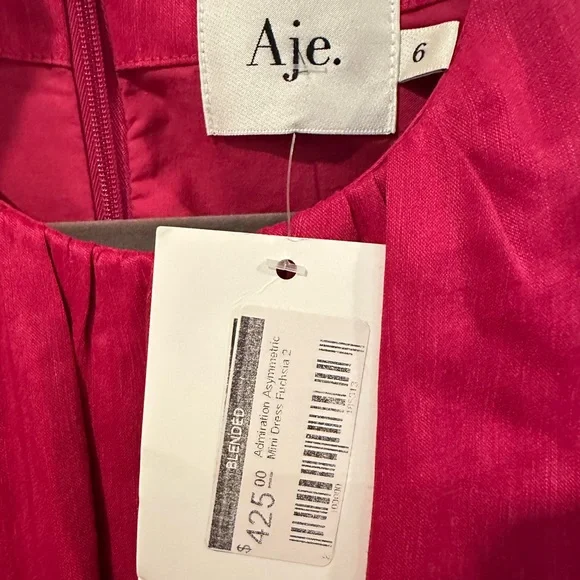 Aje.
6
BLENDED
Admiration Asymmetric
Mini Dress Fuchsia 2
$425.00